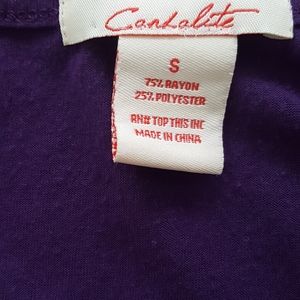 Candalite
S
75% RAYON
25% POLYESTER
RN# TOP THIS INC
MADE IN CHINA